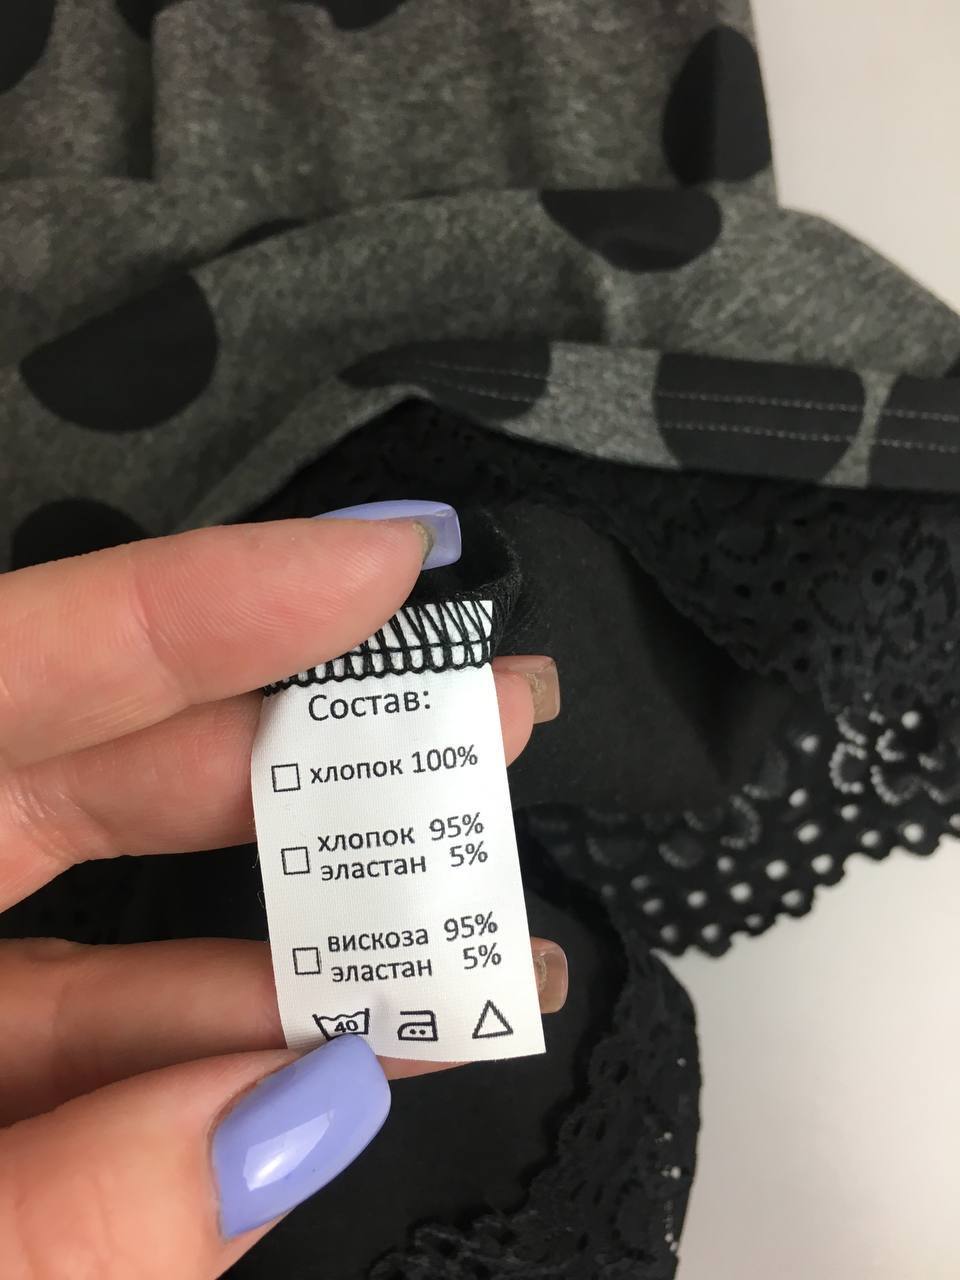 Состав:
хлопок 100%
хлопок 95%
эластан 5%
вискоза 95%
эластан 5%
40